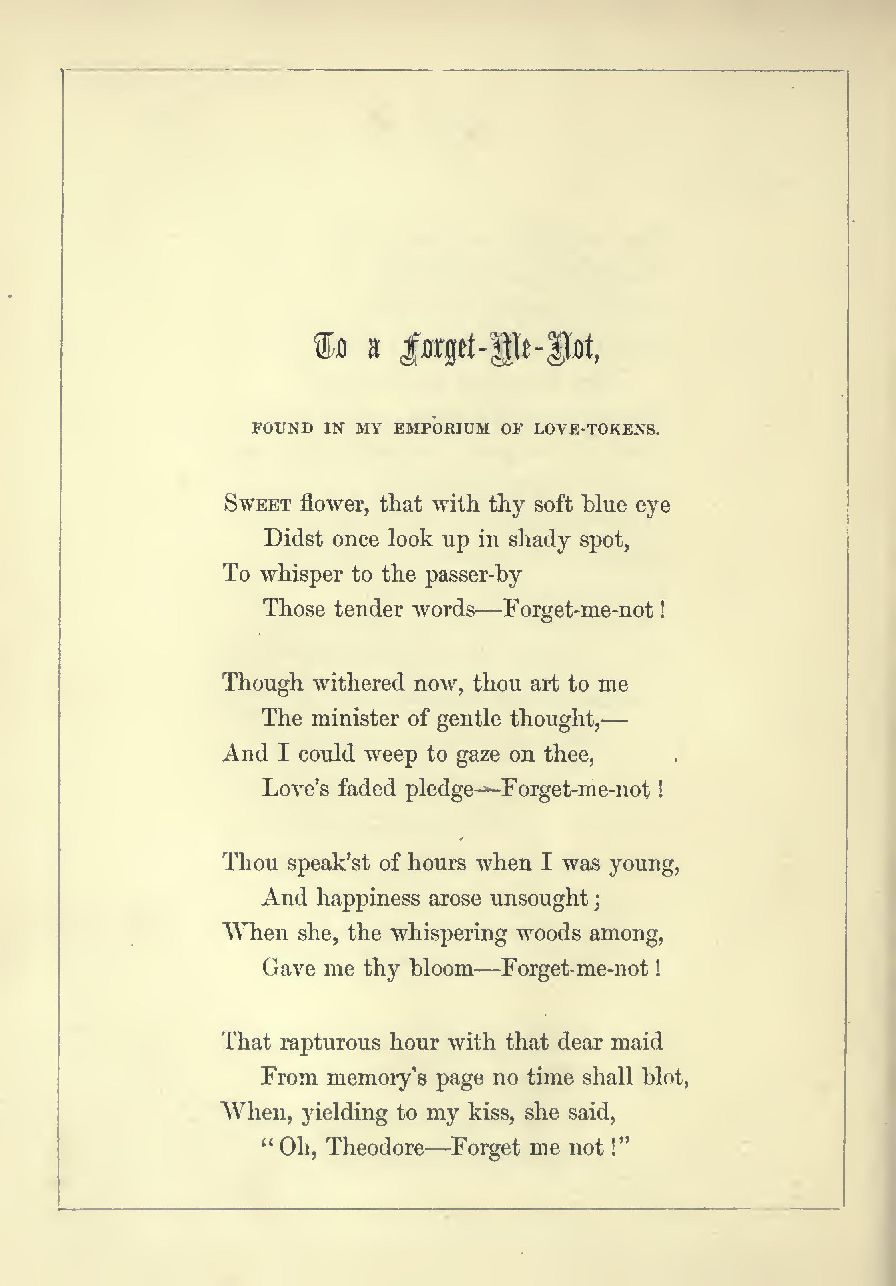 To a Forget-Me-Not,
FOUND IN MY EMPORIUM OF LOVE-TOKENS.
SWEET flower, that with thy soft blue eye
Didst once look up in shady spot,
To whisper to the passer-by
Those tender words—Forget-me-not!
Though withered now, thou art to me
The minister of gentle thought,—
And I could weep to gaze on thee,
Love's faded pledge—Forget-me-not!
Thou speak'st of hours when I was young,
And happiness arose unsought;
When she, the whispering woods among,
Gave me thy bloom—Forget-me-not!
That rapturous hour with that dear maid
From memory's page no time shall blot,
When, yielding to my kiss, she said,
“Oh, Theodore—Forget me not!”